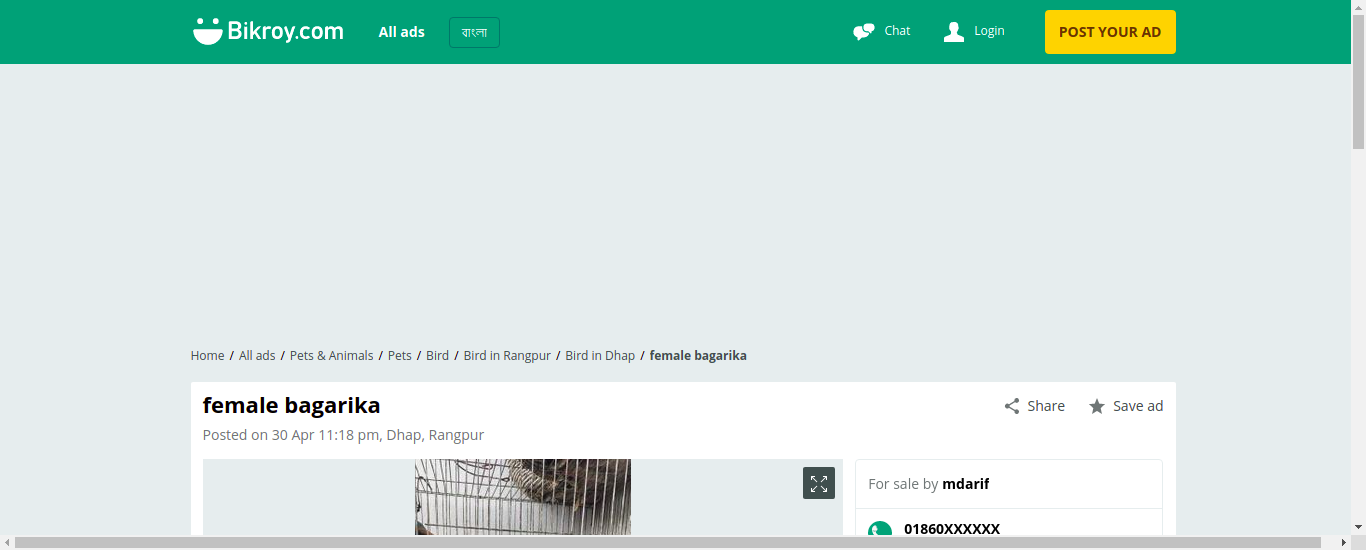 Bikroy.com All ads বাংলা Chat Login POST YOUR AD
Home / All ads / Pets & Animals / Pets / Bird / Bird in Rangpur / Bird in Dhap / female bagarika
female bagarika Share Save ad
Posted on 30 Apr 11:18 pm, Dhap, Rangpur
For sale by mdarif
01860XXXXXX